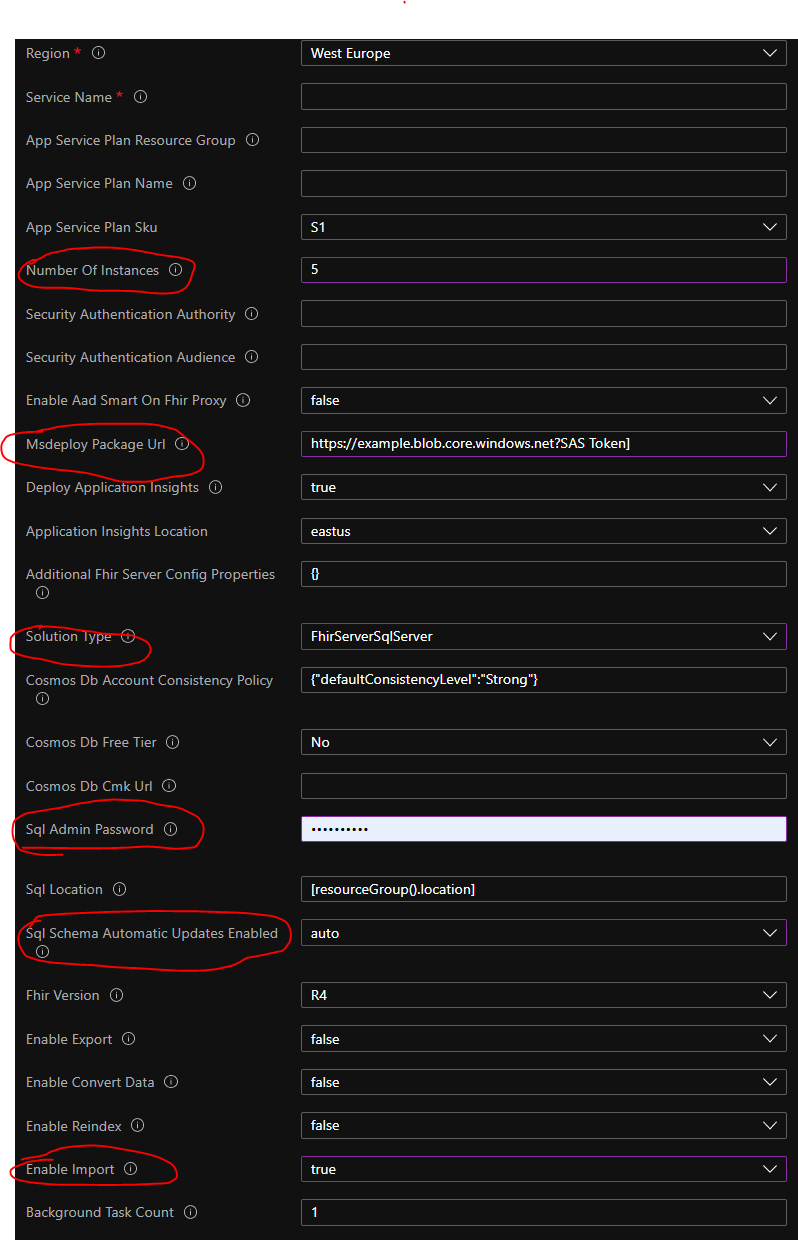 Region * West Europe
Service Name *
App Service Plan Resource Group
App Service Plan Name
App Service Plan Sku S1
Number Of Instances 5
Security Authentication Authority
Security Authentication Audience
Enable Aad Smart On Fhir Proxy false
Msdeploy Package Url https://example.blob.core.windows.net?SAS Token]
Deploy Application Insights true
Application Insights Location eastus
Additional Fhir Server Config Properties {}
Solution Type FhirServerSqlServer
Cosmos Db Account Consistency Policy {"defaultConsistencyLevel":"Strong"}
Cosmos Db Free Tier No
Cosmos Db Cmk Url
Sql Admin Password ••••••••••
Sql Location [resourceGroup().location]
Sql Schema Automatic Updates Enabled auto
Fhir Version R4
Enable Export false
Enable Convert Data false
Enable Reindex false
Enable Import true
Background Task Count 1